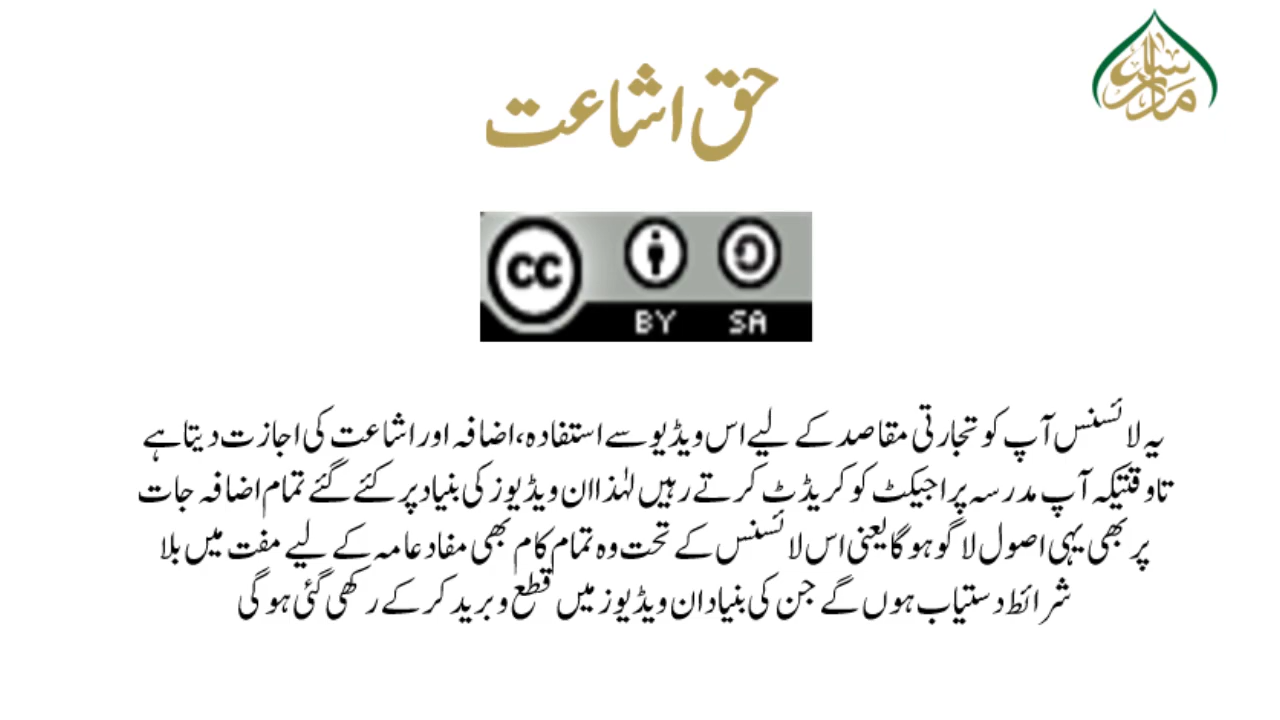 مدرسہ
حق اشاعت
cc BY SA
یہ لائسنس آپ کو تجارتی مقاصد کے لیے اس ویڈیو سے استفادہ، اضافہ اور اشاعت کی اجازت دیتا ہے
تاوقتیکہ آپ مدرسہ پراجیکٹ کو کریڈٹ کرتے رہیں لہٰذا ان ویڈیوز کی بنیاد پر کئے گئے تمام اضافہ جات
پر بھی یہی اصول لاگو ہو گا یعنی اس لائسنس کے تحت وہ تمام کام بھی مفاد عامہ کے لیے مفت میں بلا
شرائط دستیاب ہوں گے جن کی بنیاد ان ویڈیوز میں قطع و برید کر کے رکھی گئی ہو گی